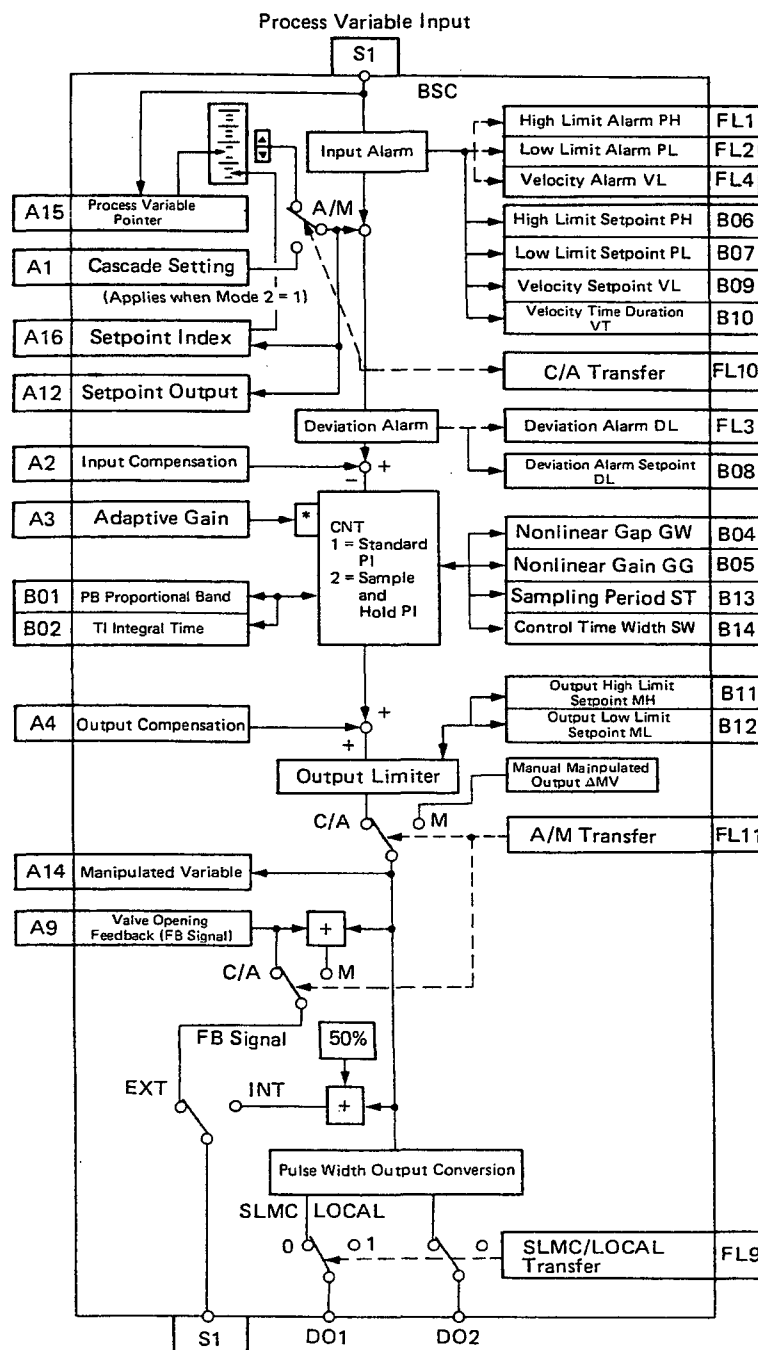 Process Variable Input
S1
BSC
High Limit Alarm PH FL1
Input Alarm
Low Limit Alarm PL FL2
Velocity Alarm VL FL4
A15 Process Variable
Pointer
A/M
High Limit Setpoint PH B06
A1 Cascade Setting
Low Limit Setpoint PL B07
(Applies when Mode 2 = 1)
Velocity Setpoint VL B09
A16 Setpoint Index
Velocity Time Duration
VT B10
C/A Transfer FL10
A12 Setpoint Output
Deviation Alarm
Deviation Alarm DL FL3
A2 Input Compensation
+
−
Deviation Alarm Setpoint
DL B08
A3 Adaptive Gain
*
CNT
1 = Standard
PI
2 = Sample
and
Hold PI
Nonlinear Gap GW B04
Nonlinear Gain GG B05
B01 PB Proportional Band
Sampling Period ST B13
B02 TI Integral Time
Control Time Width SW B14
Output High Limit
Setpoint MH B11
A4 Output Compensation
+
+
Output Low Limit
Setpoint ML B12
Output Limiter
Manual Mainpulated
Output ΔMV
C/A
M
A/M Transfer FL11
A14 Manipulated Variable
A9 Valve Opening
Feedback (FB Signal)
+
C/A
M
FB Signal
50%
EXT
INT
+
Pulse Width Output Conversion
SLMC LOCAL
0
1
SLMC/LOCAL
Transfer FL9
S1
DO1
DO2